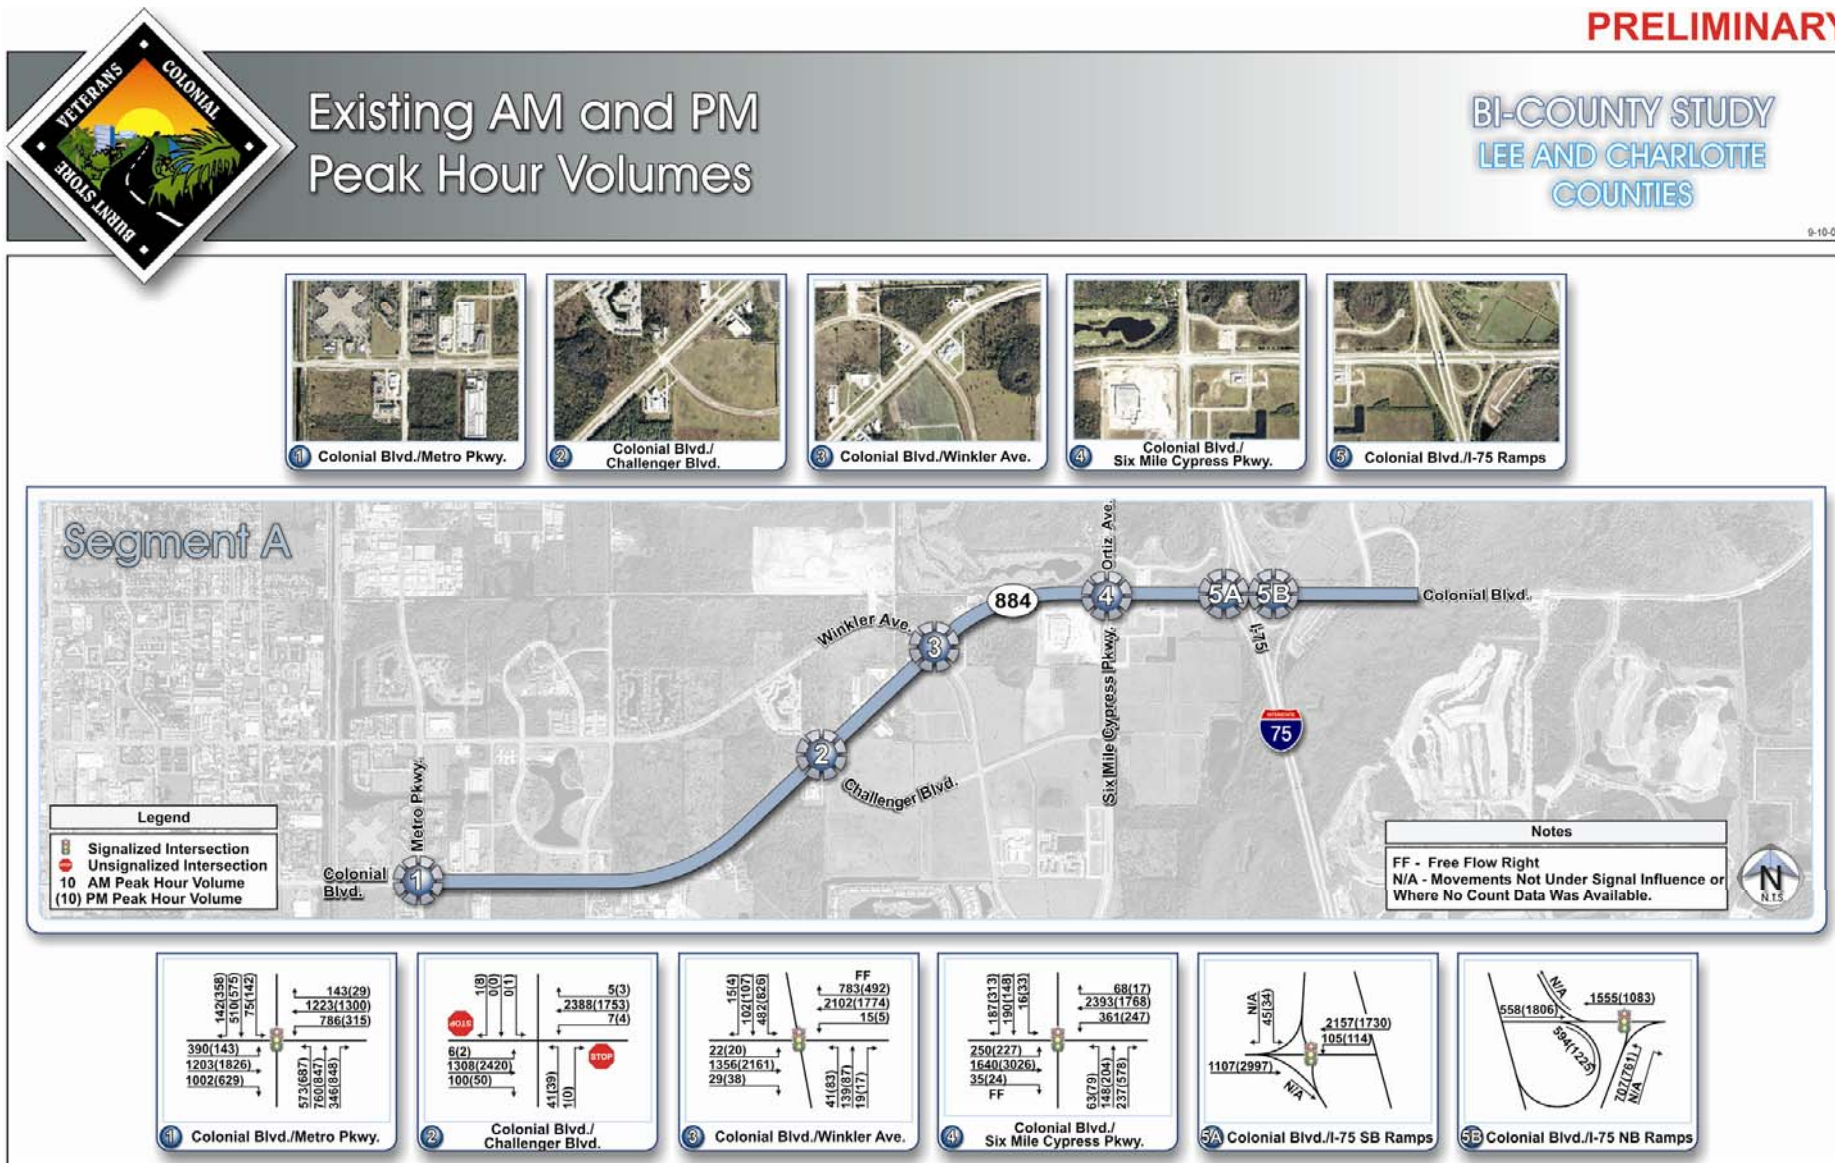 PRELIMINARY
VETERANS
COLONIAL
BURNT STORE
Existing AM and PM
Peak Hour Volumes
BI-COUNTY STUDY
LEE AND CHARLOTTE
COUNTIES
9-10-0
1 Colonial Blvd./Metro Pkwy.
2 Colonial Blvd./
Challenger Blvd.
3 Colonial Blvd./Winkler Ave.
4 Colonial Blvd./
Six Mile Cypress Pkwy.
5 Colonial Blvd./I-75 Ramps
Segment A
Ortiz Ave.
884
4
5A
5B
Colonial Blvd.
Winkler Ave.
3
I-75
Six Mile Cypress Pkwy.
INTERSTATE
75
2
Challenger Blvd.
Metro Pkwy.
Colonial
Blvd.
1
Legend
Signalized Intersection
STOP Unsignalized Intersection
10 AM Peak Hour Volume
(10) PM Peak Hour Volume
Notes
FF - Free Flow Right
N/A - Movements Not Under Signal Influence or
Where No Count Data Was Available.
N
N.T.S
142(358)
510(575)
75(142)
143(29)
1223(1300)
786(315)
390(143)
1203(1826)
1002(629)
573(687)
760(847)
346(848)
1 Colonial Blvd./Metro Pkwy.
1(8)
0(0)
0(1)
5(3)
2388(1753)
7(4)
STOP
STOP
6(2)
1308(2420)
100(50)
41(39)
1(0)
2 Colonial Blvd./
Challenger Blvd.
15(4)
102(107)
482(826)
FF
783(492)
2102(1774)
15(5)
22(20)
1356(2161)
29(38)
41(83)
139(87)
19(17)
3 Colonial Blvd./Winkler Ave.
187(313)
190(148)
16(33)
68(17)
2393(1768)
361(247)
250(227)
1640(3026)
35(24)
FF
63(79)
148(204)
237(578)
4 Colonial Blvd./
Six Mile Cypress Pkwy.
N/A
45(34)
2157(1730)
105(114)
1107(2997)
N/A
5A Colonial Blvd./I-75 SB Ramps
N/A
1555(1083)
558(1806)
594(1225)
707(761)
N/A
5B Colonial Blvd./I-75 NB Ramps